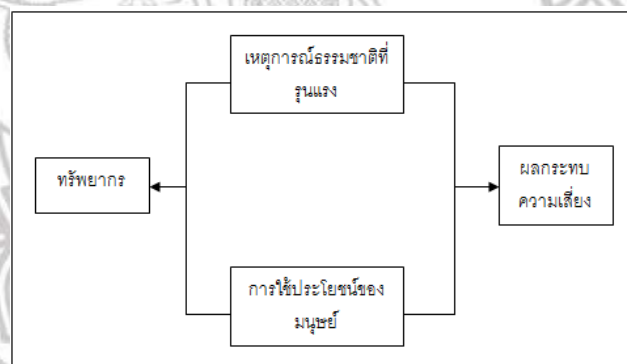 เหตุการณ์ธรรมชาติที่
รุนแรง
ทรัพยากร
ผลกระทบ
ความเสี่ยง
การใช้ประโยชน์ของ
มนุษย์